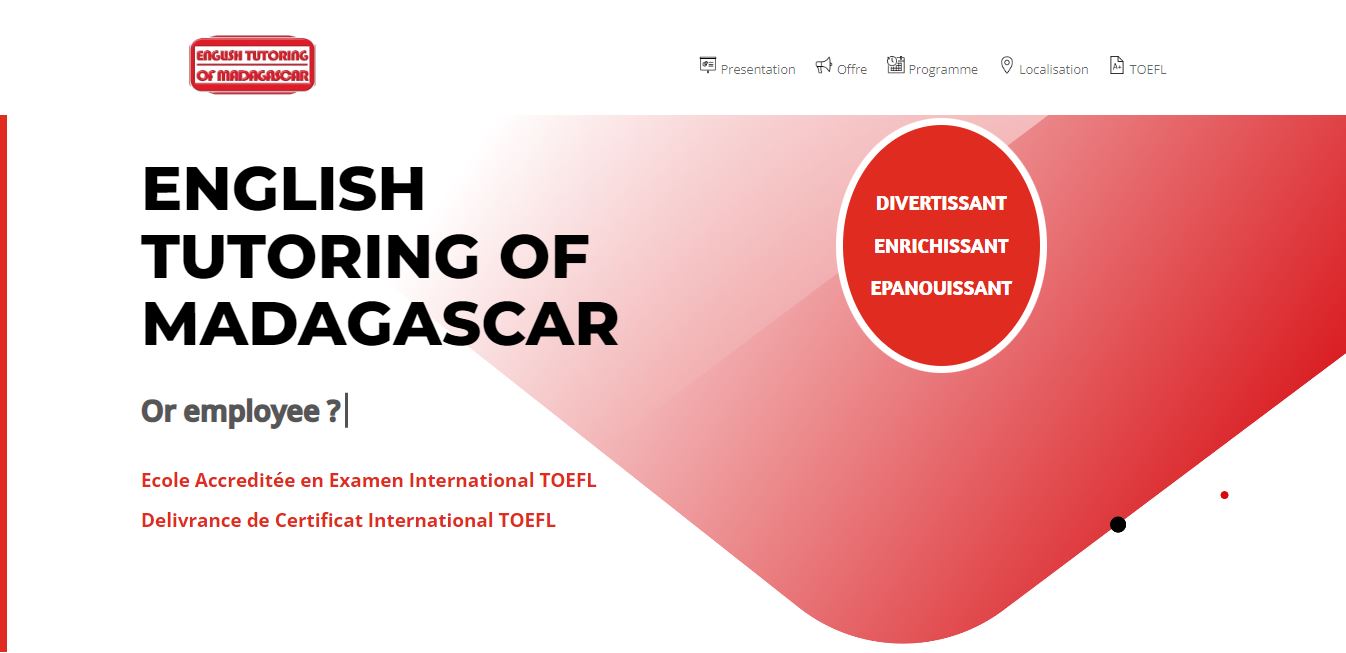 ENGLISH TUTORING
OF MADAGASCAR
Presentation
Offre
Programme
Localisation
TOEFL
ENGLISH
TUTORING OF
MADAGASCAR
Or employee ?
Ecole Accreditée en Examen International TOEFL
Delivrance de Certificat International TOEFL
DIVERTISSANT
ENRICHISSANT
EPANOUISSANT